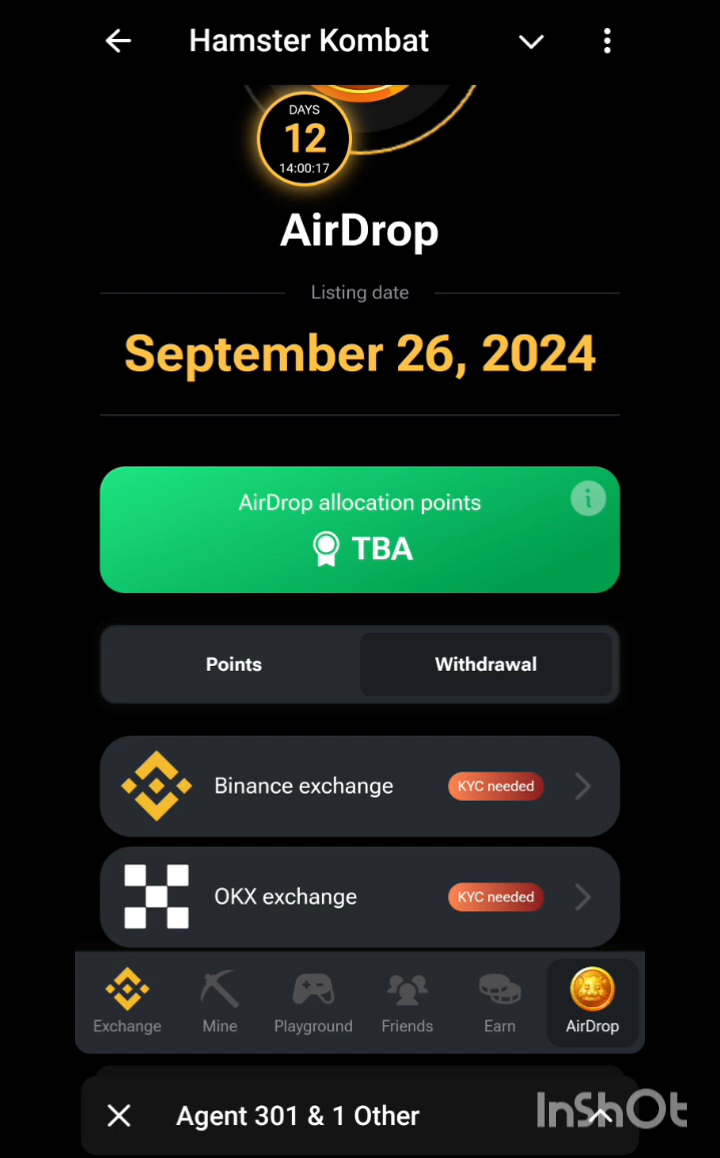 Hamster Kombat
DAYS
12
14:00:17
AirDrop
Listing date
September 26, 2024
AirDrop allocation points
TBA
Points
Withdrawal
Binance exchange
KYC needed
OKX exchange
KYC needed
Exchange
Mine
Playground
Friends
Earn
AirDrop
Agent 301 & 1 Other
InShOt